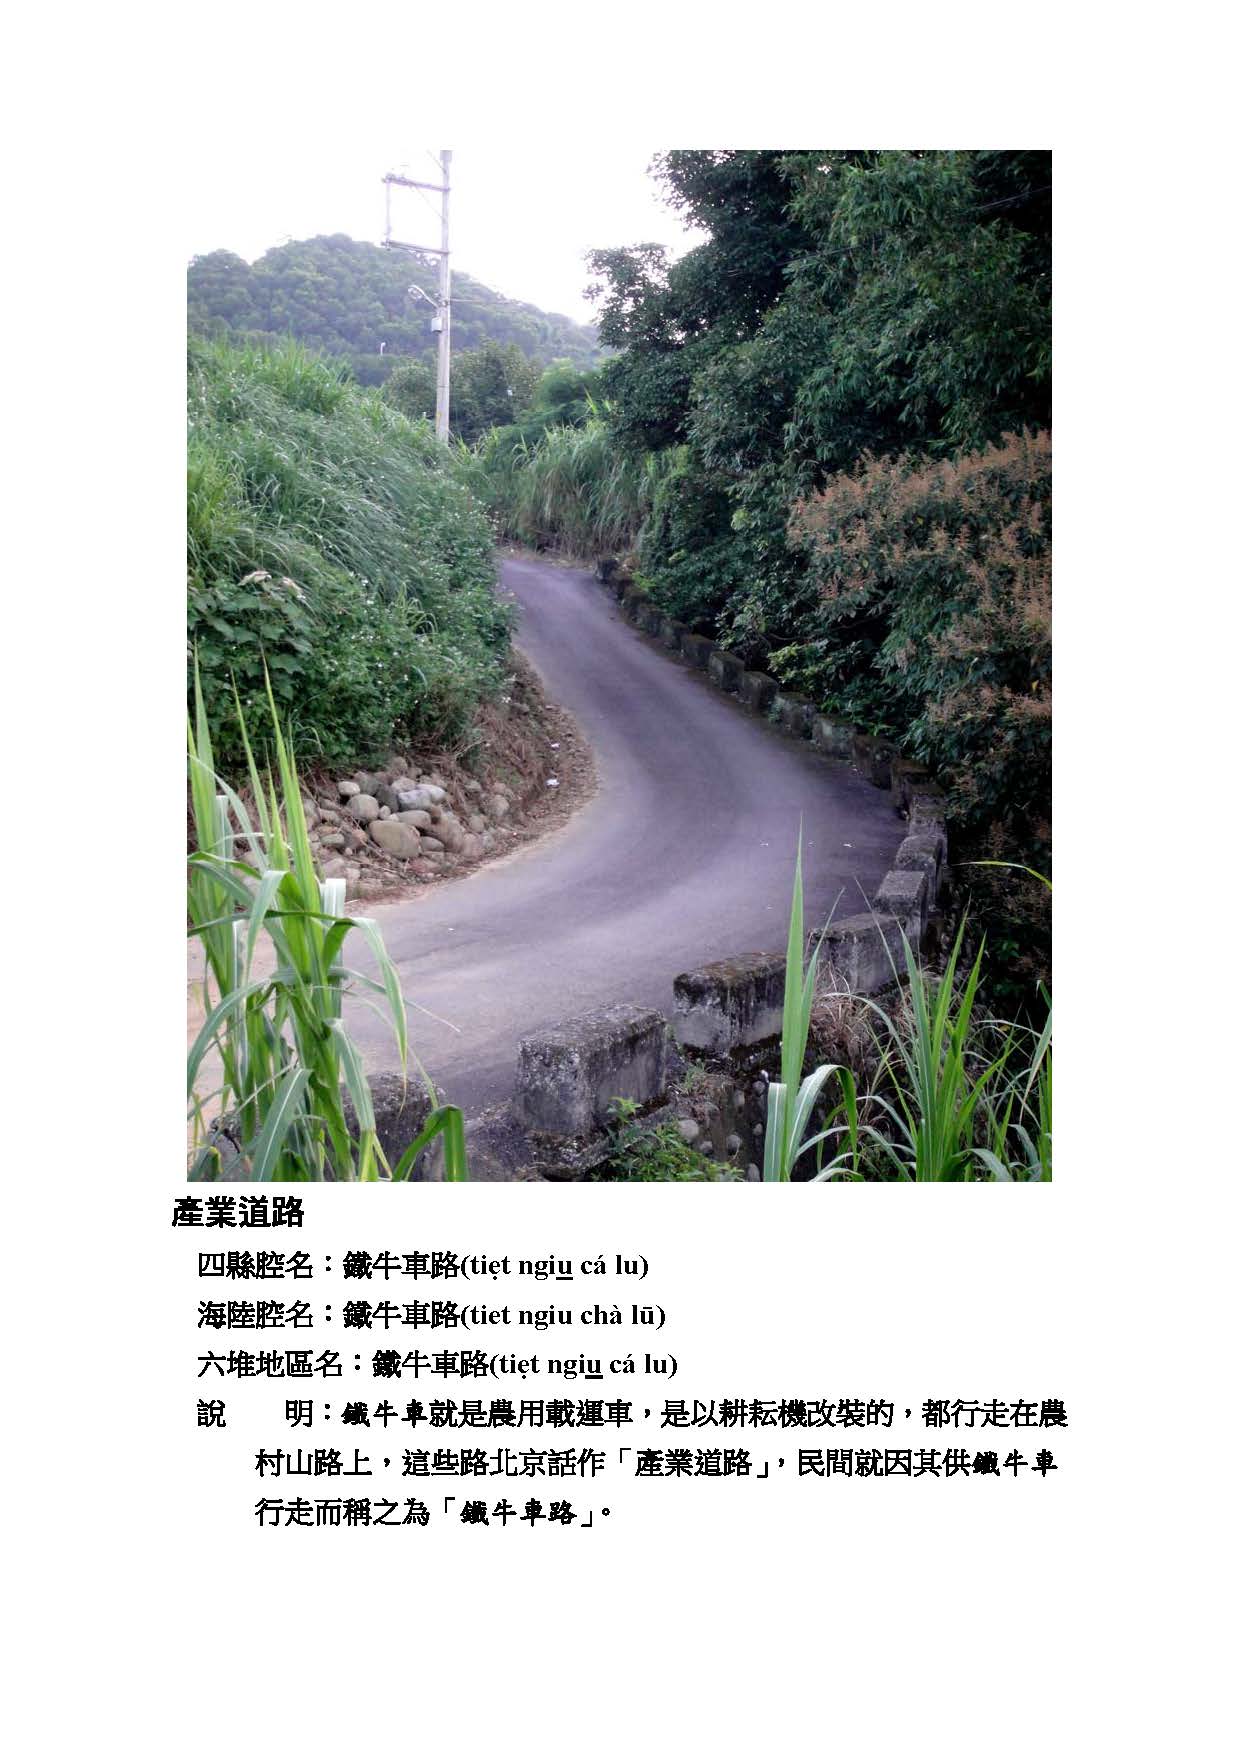 產業道路
四縣腔名：鐵牛車路(tiẹt ngiu̲ cá lu)
海陸腔名：鐵牛車路(tiet ngiu chà lū)
六堆地區名：鐵牛車路(tiẹt ngiu̲ cá lu)
說　　明：鐵牛車就是農用載運車，是以耕耘機改裝的，都行走在農
村山路上，這些路北京話作「產業道路」，民間就因其供鐵牛車
行走而稱之為「鐵牛車路」。